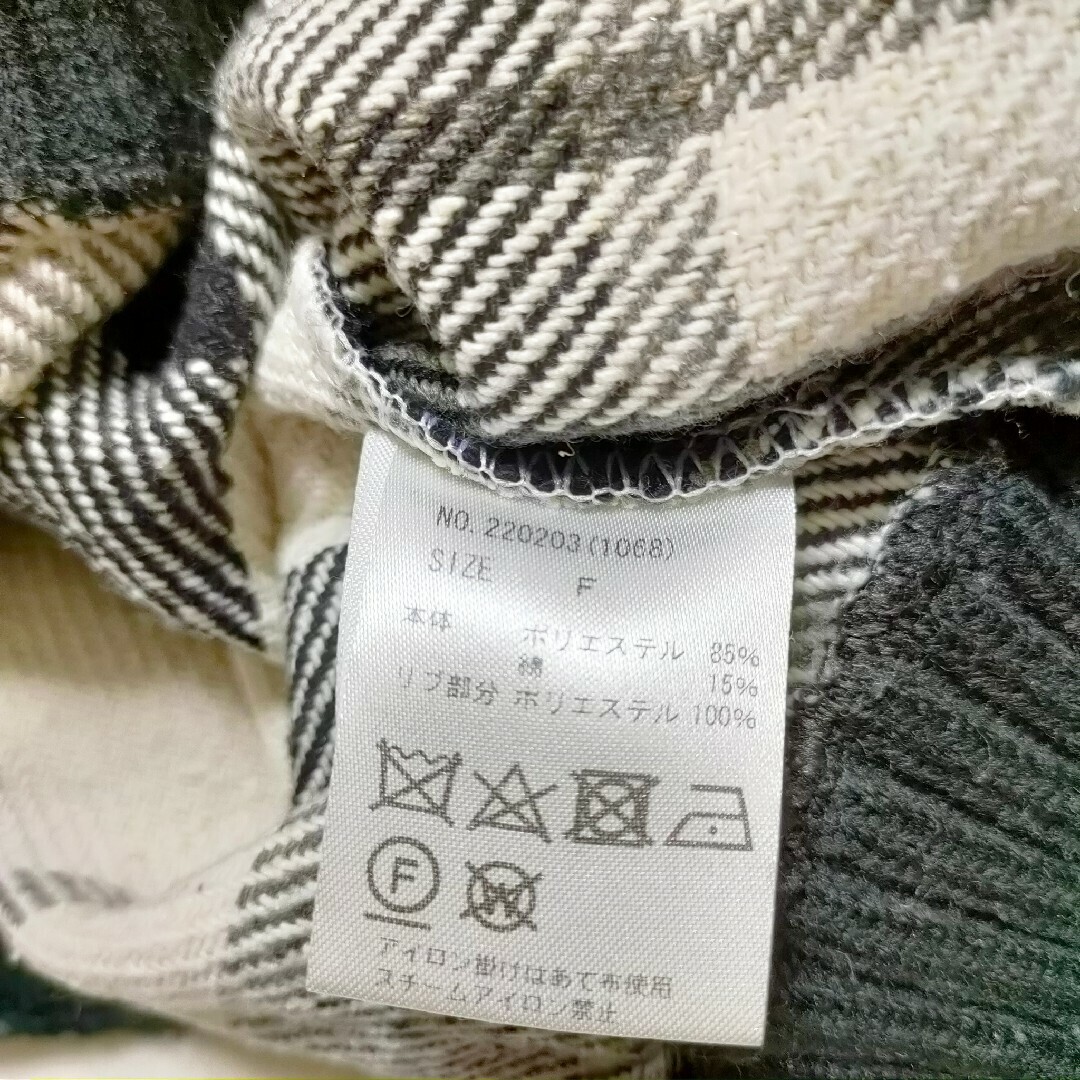 NO.220203(1068)
SIZE F
本体 ポリエステル 85%
綿 15%
リブ部分 ポリエステル 100%
F
W
アイロン掛けはあて布使用
スチームアイロン禁止